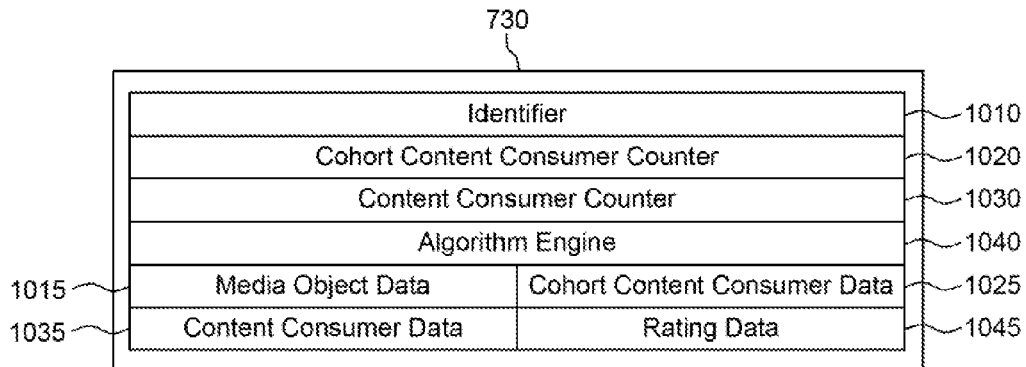 730
Identifier 1010
Cohort Content Consumer Counter 1020
Content Consumer Counter 1030
Algorithm Engine 1040
1015 Media Object Data Cohort Content Consumer Data 1025
1035 Content Consumer Data Rating Data 1045